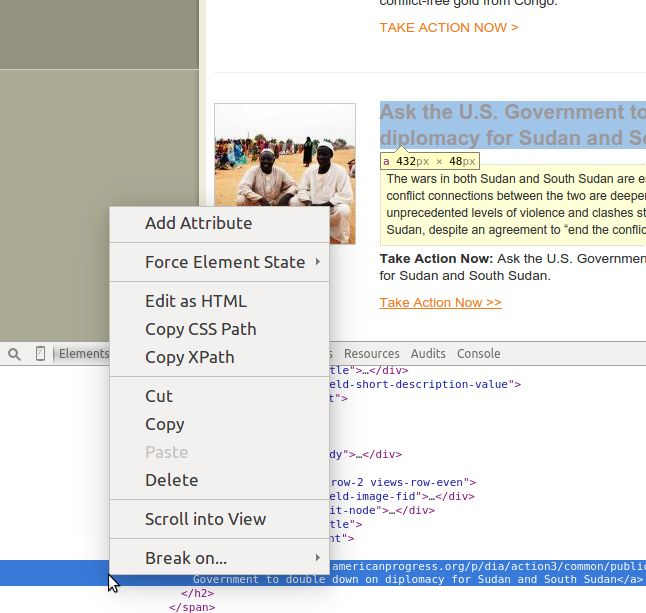 conflict-free gold from Congo.
TAKE ACTION NOW >
Ask the U.S. Government to
diplomacy for Sudan and So
a 432px × 48px
The wars in both Sudan and South Sudan are es
conflict connections between the two are deepe
unprecedented levels of violence and clashes st
Sudan, despite an agreement to "end the conflic
Take Action Now: Ask the U.S. Governmen
for Sudan and South Sudan.
Take Action Now >>
Add Attribute
Force Element State
Edit as HTML
Copy CSS Path
Copy XPath
Cut
Copy
Paste
Delete
Scroll into View
Break on...
Elements
s Resources Audits Console
tle">…</div>
eld-short-description-value">
t">
dy">…</div>
row-2 views-row-even">
eld-image-fid">…</div>
it-node">…</div>
tle">
ent">
americanprogress.org/p/dia/action3/common/public
Government to double down on diplomacy for Sudan and South Sudan</a>
</h2>
</span>